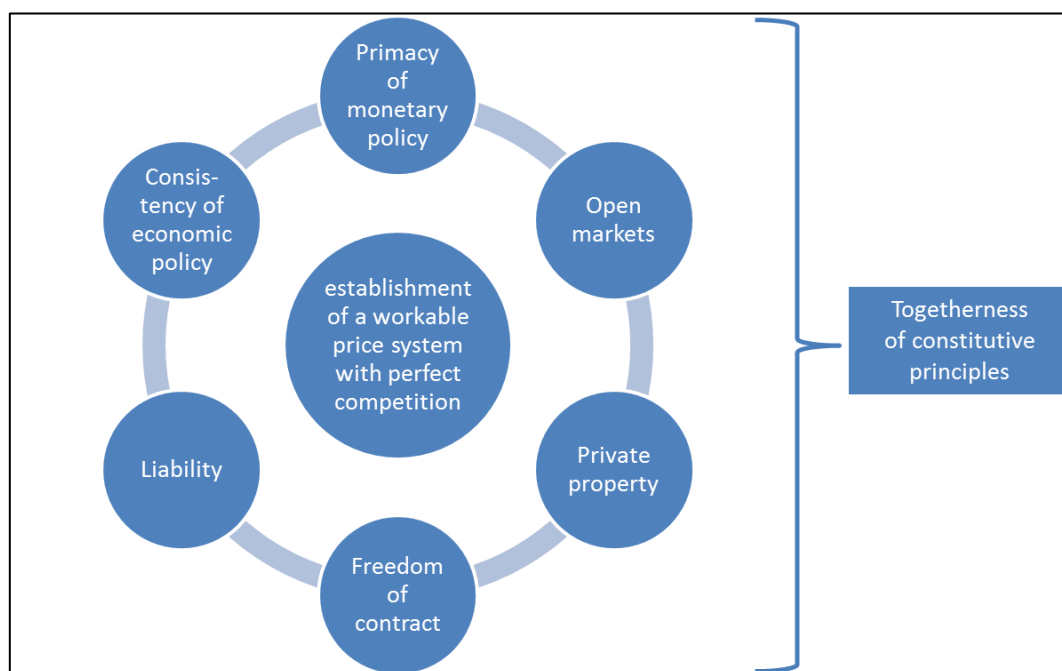 Primacy
of
monetary
policy
Consis-
tency of
economic
policy
Open
markets
establishment
of a workable
price system
with perfect
competition
Togetherness
of constitutive
principles
Liability
Private
property
Freedom
of
contract